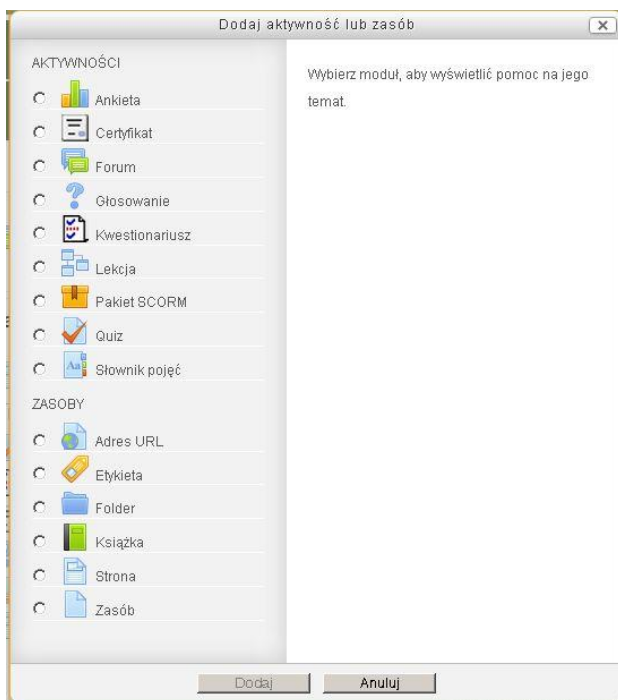 Dodaj aktywność lub zasób
AKTYWNOŚCI
Ankieta
Certyfikat
Forum
Głosowanie
Kwestionariusz
Lekcja
Pakiet SCORM
Quiz
Słownik pojęć
ZASOBY
Adres URL
Etykieta
Folder
Książka
Strona
Zasób
Wybierz moduł, aby wyświetlić pomoc na jego
temat.
Dodaj
Anuluj